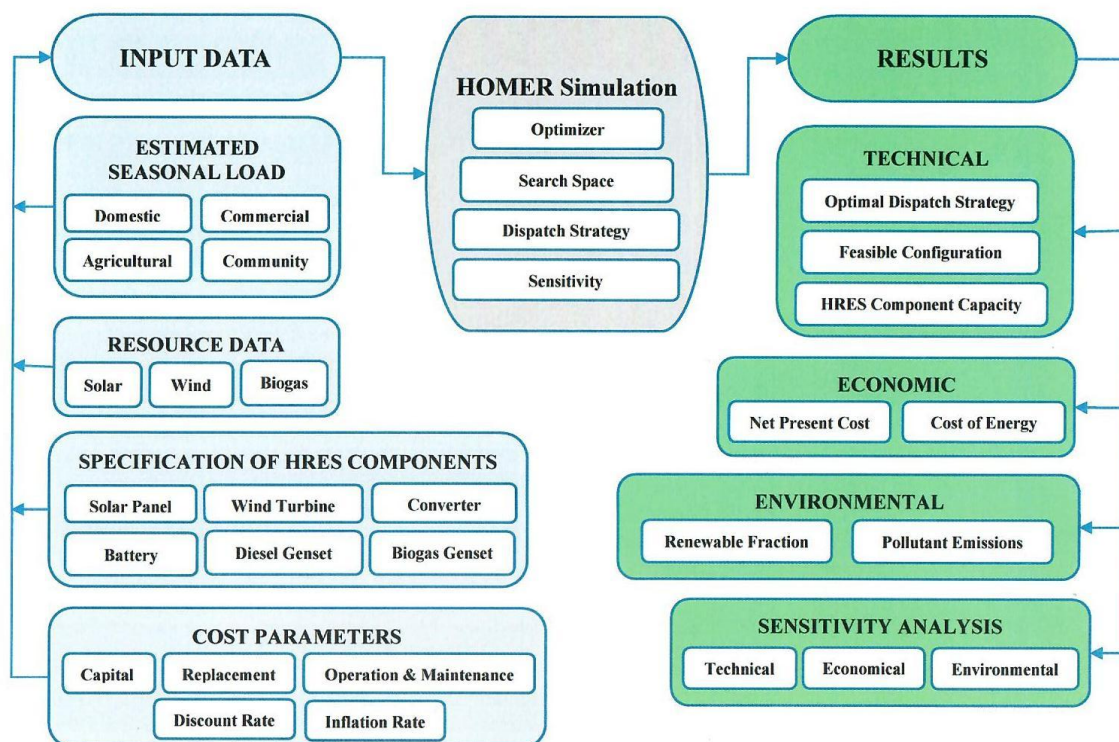 INPUT DATA
ESTIMATED
SEASONAL LOAD
Domestic
Commercial
Agricultural
Community
RESOURCE DATA
Solar
Wind
Biogas
SPECIFICATION OF HRES COMPONENTS
Solar Panel
Wind Turbine
Converter
Battery
Diesel Genset
Biogas Genset
COST PARAMETERS
Capital
Replacement
Operation & Maintenance
Discount Rate
Inflation Rate
HOMER Simulation
Optimizer
Search Space
Dispatch Strategy
Sensitivity
RESULTS
TECHNICAL
Optimal Dispatch Strategy
Feasible Configuration
HRES Component Capacity
ECONOMIC
Net Present Cost
Cost of Energy
ENVIRONMENTAL
Renewable Fraction
Pollutant Emissions
SENSITIVITY ANALYSIS
Technical
Economical
Environmental